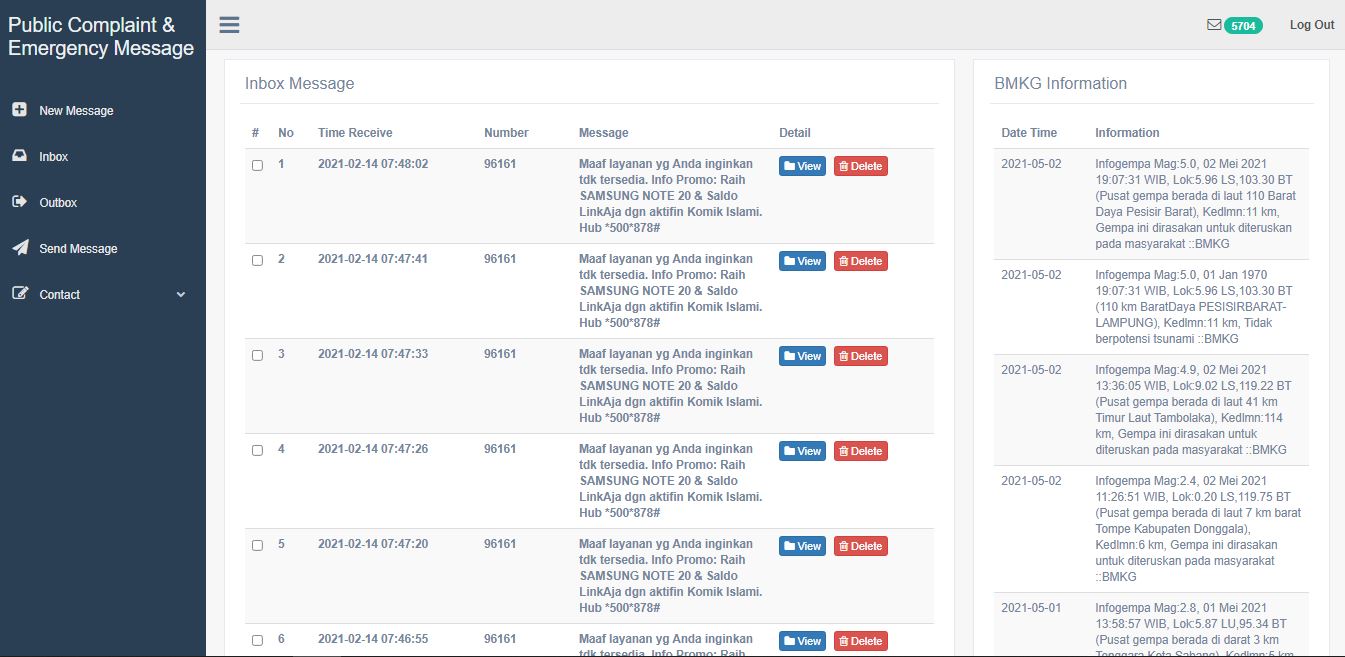 Public Complaint &
Emergency Message
New Message
Inbox
Outbox
Send Message
Contact
5704
Log Out
Inbox Message
# No Time Receive Number Message Detail
1 2021-02-14 07:48:02 96161 Maaf layanan yg Anda inginkan View Delete
tdk tersedia. Info Promo: Raih
SAMSUNG NOTE 20 & Saldo
LinkAja dgn aktifin Komik Islami.
Hub *500*878#
2 2021-02-14 07:47:41 96161 Maaf layanan yg Anda inginkan View Delete
tdk tersedia. Info Promo: Raih
SAMSUNG NOTE 20 & Saldo
LinkAja dgn aktifin Komik Islami.
Hub *500*878#
3 2021-02-14 07:47:33 96161 Maaf layanan yg Anda inginkan View Delete
tdk tersedia. Info Promo: Raih
SAMSUNG NOTE 20 & Saldo
LinkAja dgn aktifin Komik Islami.
Hub *500*878#
4 2021-02-14 07:47:26 96161 Maaf layanan yg Anda inginkan View Delete
tdk tersedia. Info Promo: Raih
SAMSUNG NOTE 20 & Saldo
LinkAja dgn aktifin Komik Islami.
Hub *500*878#
5 2021-02-14 07:47:20 96161 Maaf layanan yg Anda inginkan View Delete
tdk tersedia. Info Promo: Raih
SAMSUNG NOTE 20 & Saldo
LinkAja dgn aktifin Komik Islami.
Hub *500*878#
6 2021-02-14 07:46:55 96161 Maaf layanan yg Anda inginkan View Delete
tdk tersedia. Info Promo: Raih
BMKG Information
Date Time Information
2021-05-02 Infogempa Mag:5.0, 02 Mei 2021
19:07:31 WIB, Lok:5.96 LS,103.30 BT
(Pusat gempa berada di laut 110 Barat
Daya Pesisir Barat), Kedlmn:11 km,
Gempa ini dirasakan untuk diteruskan
pada masyarakat ::BMKG
2021-05-02 Infogempa Mag:5.0, 01 Jan 1970
19:07:31 WIB, Lok:5.96 LS,103.30 BT
(110 km BaratDaya PESISIRBARAT-
LAMPUNG), Kedlmn:11 km, Tidak
berpotensi tsunami ::BMKG
2021-05-02 Infogempa Mag:4.9, 02 Mei 2021
13:36:05 WIB, Lok:9.02 LS,119.22 BT
(Pusat gempa berada di laut 41 km
Timur Laut Tambolaka), Kedlmn:114
km, Gempa ini dirasakan untuk
diteruskan pada masyarakat ::BMKG
2021-05-02 Infogempa Mag:2.4, 02 Mei 2021
11:26:51 WIB, Lok:0.20 LS,119.75 BT
(Pusat gempa berada di laut 7 km barat
Tompe Kabupaten Donggala),
Kedlmn:6 km, Gempa ini dirasakan
untuk diteruskan pada masyarakat
::BMKG
2021-05-01 Infogempa Mag:2.8, 01 Mei 2021
13:58:57 WIB, Lok:5.87 LU,95.34 BT
(Pusat gempa berada di darat 3 km
Tenggara Kota Sabang), Kedlmn:5 km